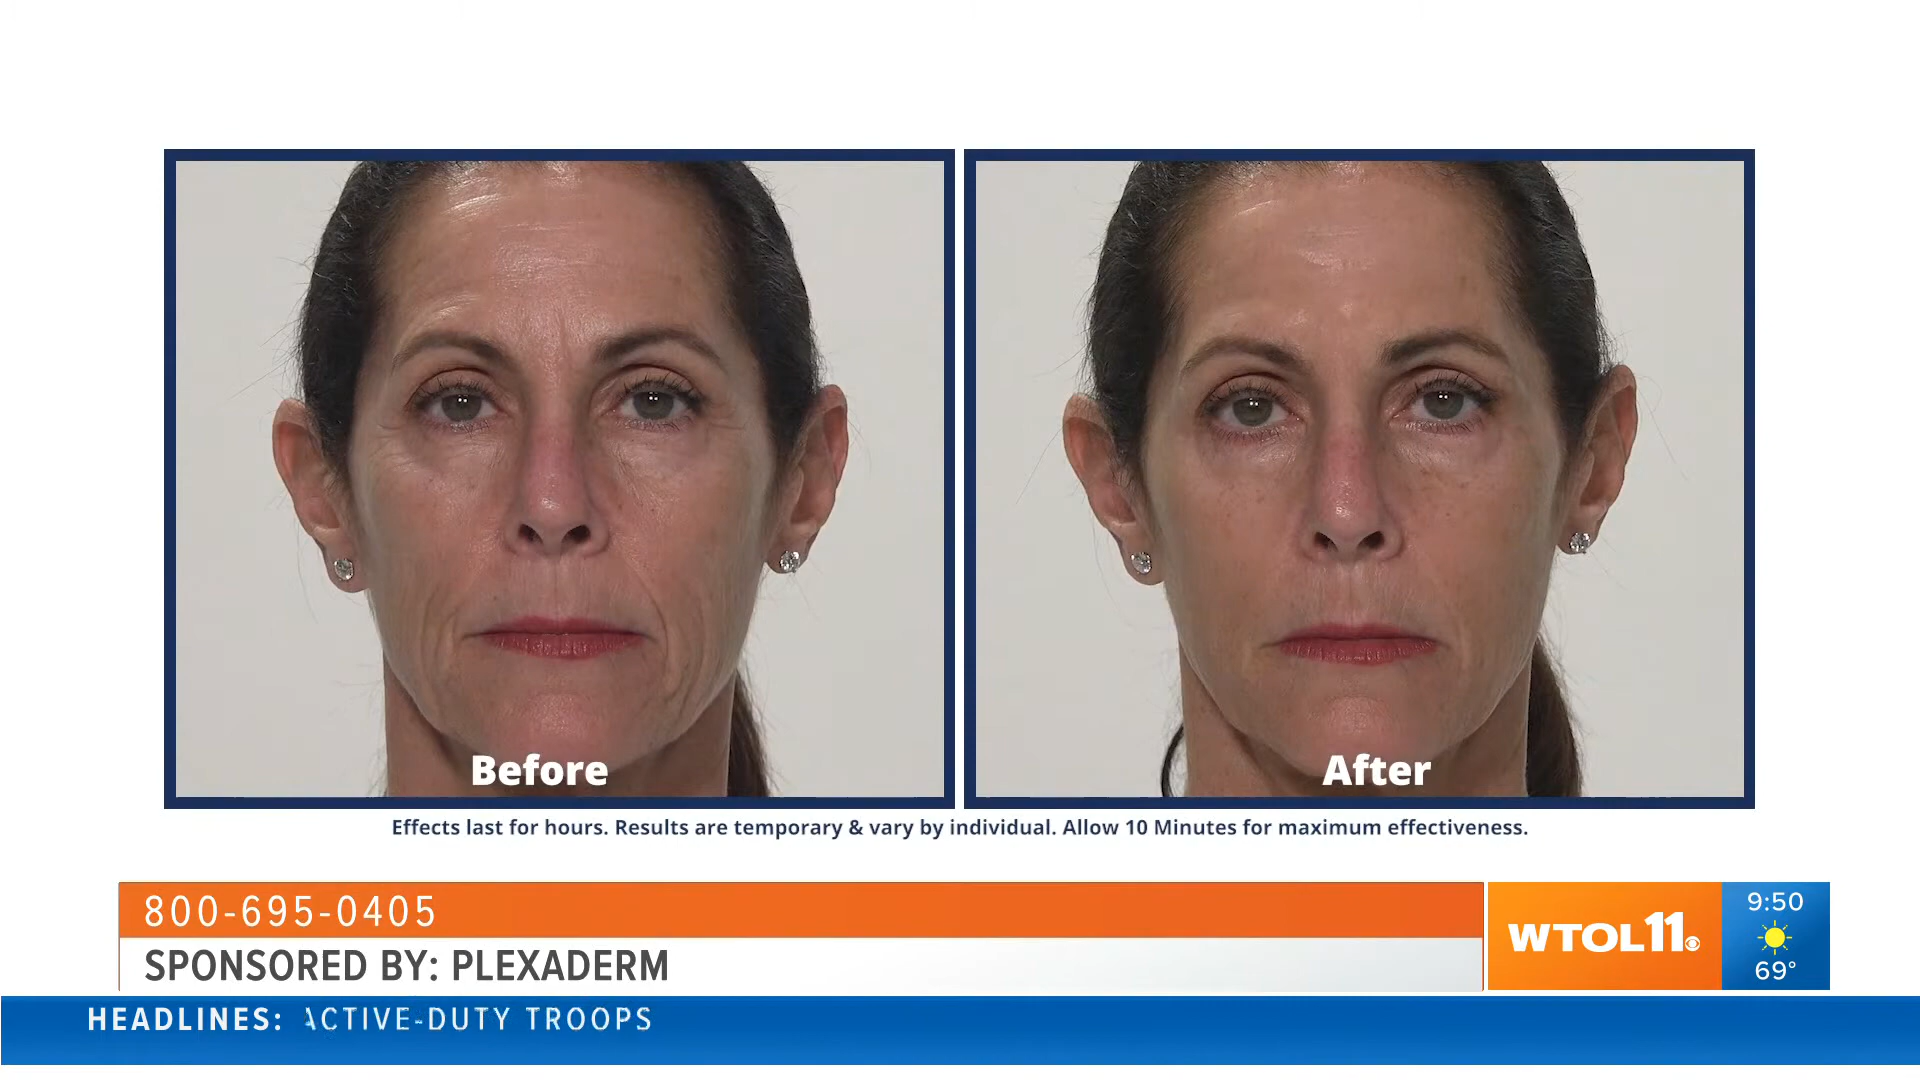 Before
After
Effects last for hours. Results are temporary & vary by individual. Allow 10 Minutes for maximum effectiveness.
800-695-0405
SPONSORED BY: PLEXADERM
WTOL11
9:50
69°
HEADLINES: ACTIVE-DUTY TROOPS